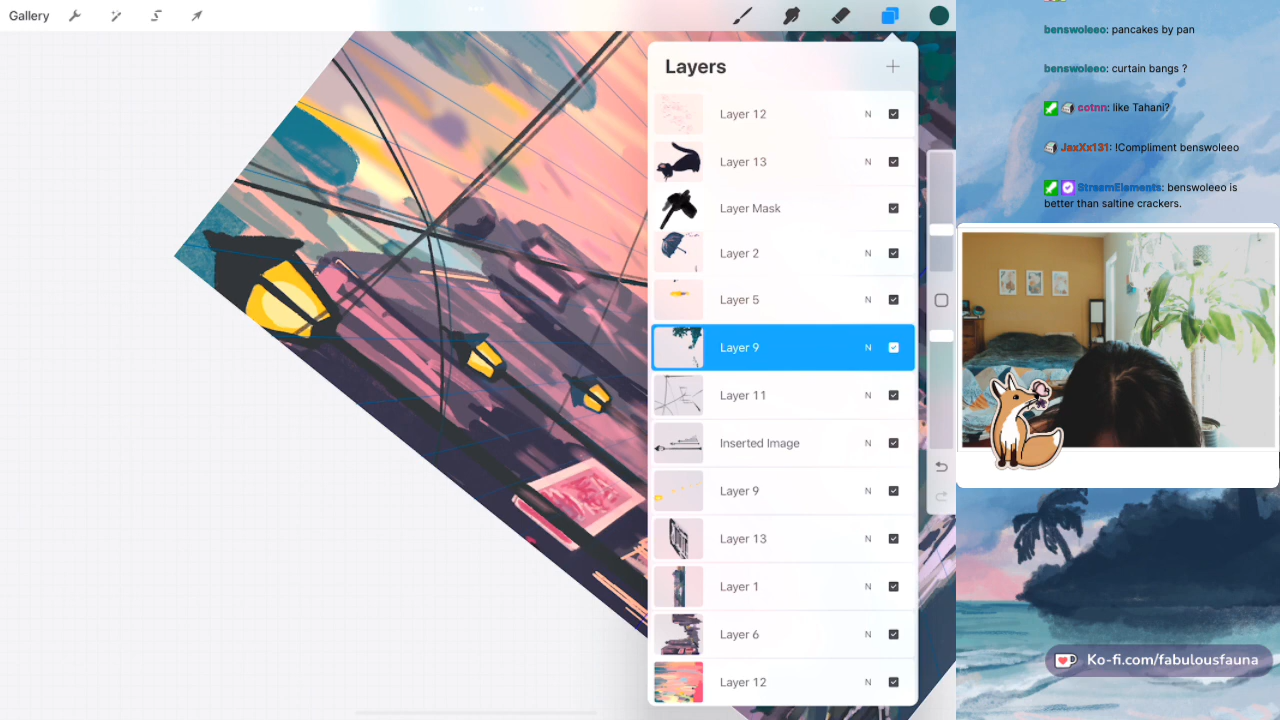 Gallery
Layers
Layer 12 N
Layer 13 N
Layer Mask
Layer 2 N
Layer 5 N
Layer 9 N
Layer 11 N
Inserted Image N
Layer 9 N
Layer 13 N
Layer 1 N
Layer 6 N
Layer 12 N
benswoleeo: pancakes by pan
benswoleeo: curtain bangs ?
cotnn: like Tahani?
JaxXx131: !Compliment benswoleeo
StreamElements: benswoleeo is
better than saltine crackers.
Ko-fi.com/fabulousfauna